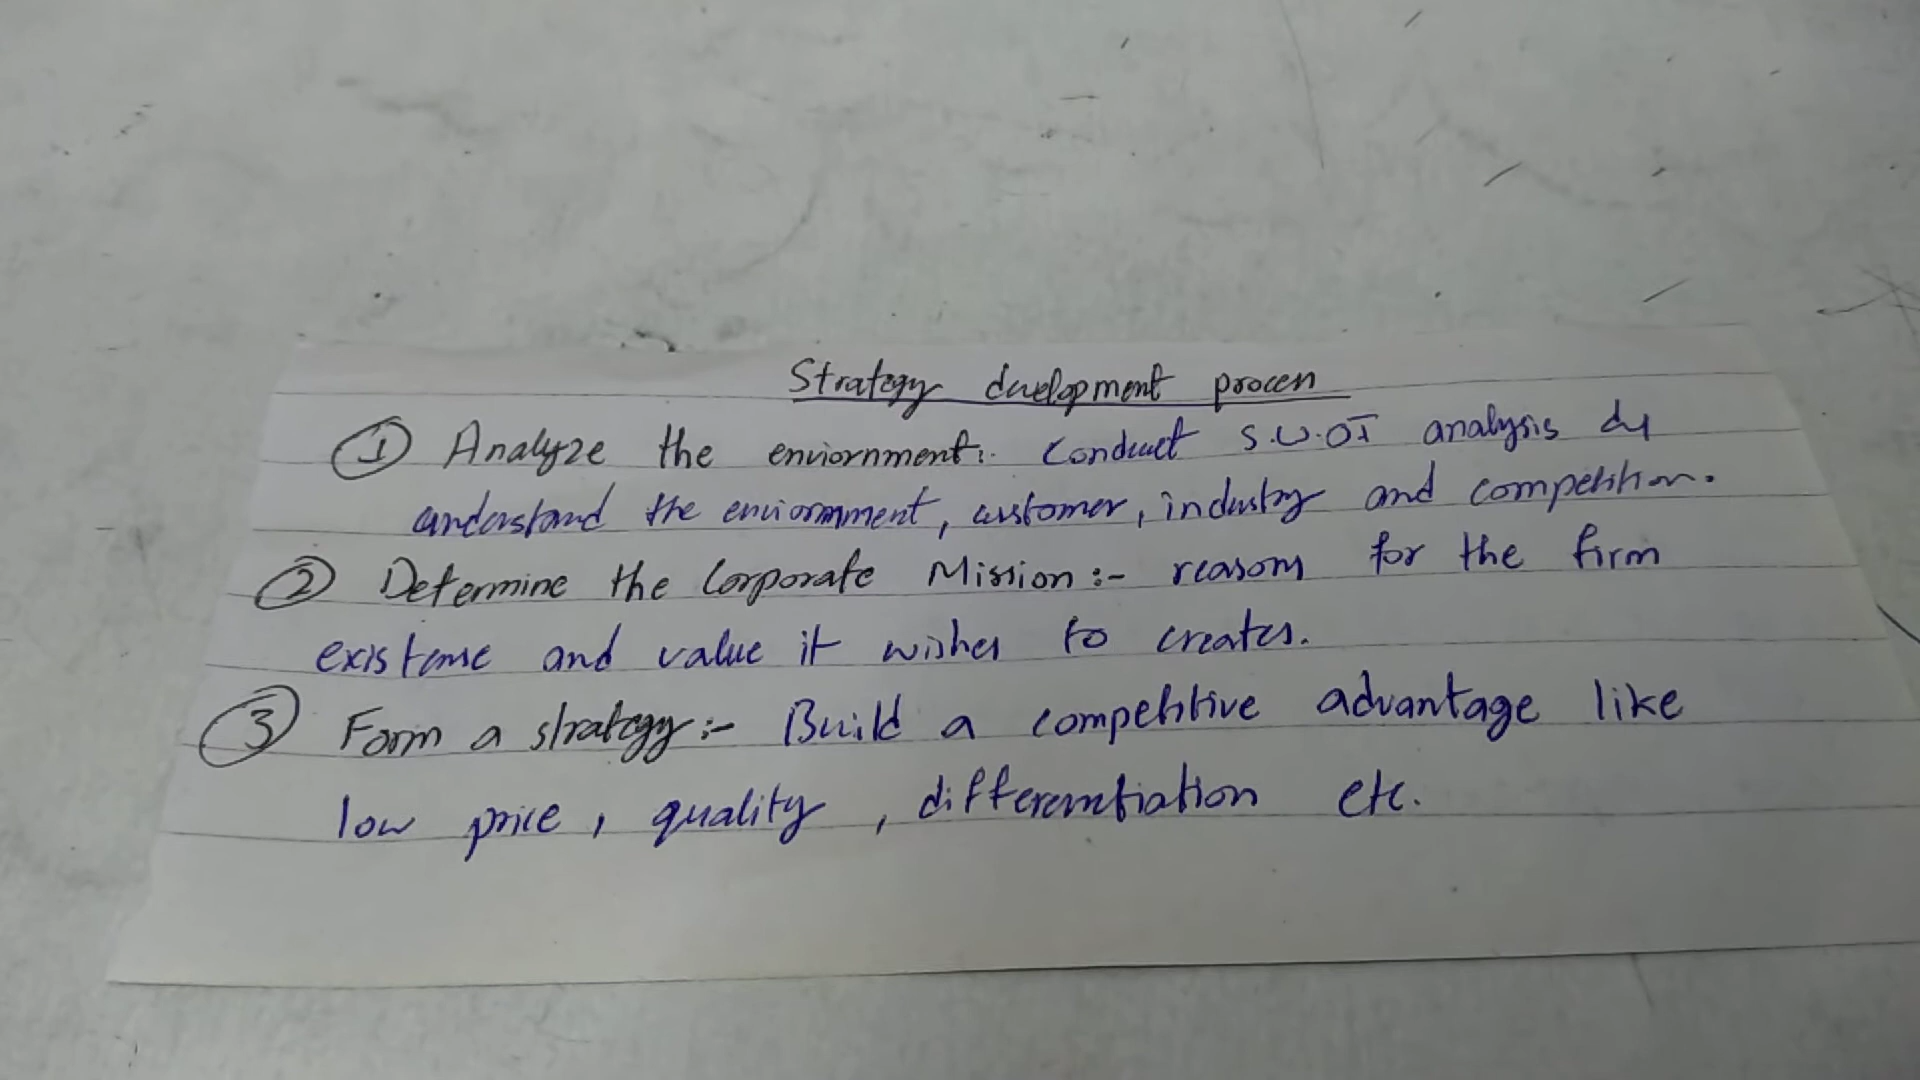 Strategy development process
① Analyze the enviornment:- Conduct S.W.OT analysis &
understand the enviornment, customer, industry and competition.
② Determine the Corporate Mission :- reasons for the firm
existence and value it wishes to creates.
③ Form a strategy :- Build a competitive advantage like
low price, quality, differentiation etc.